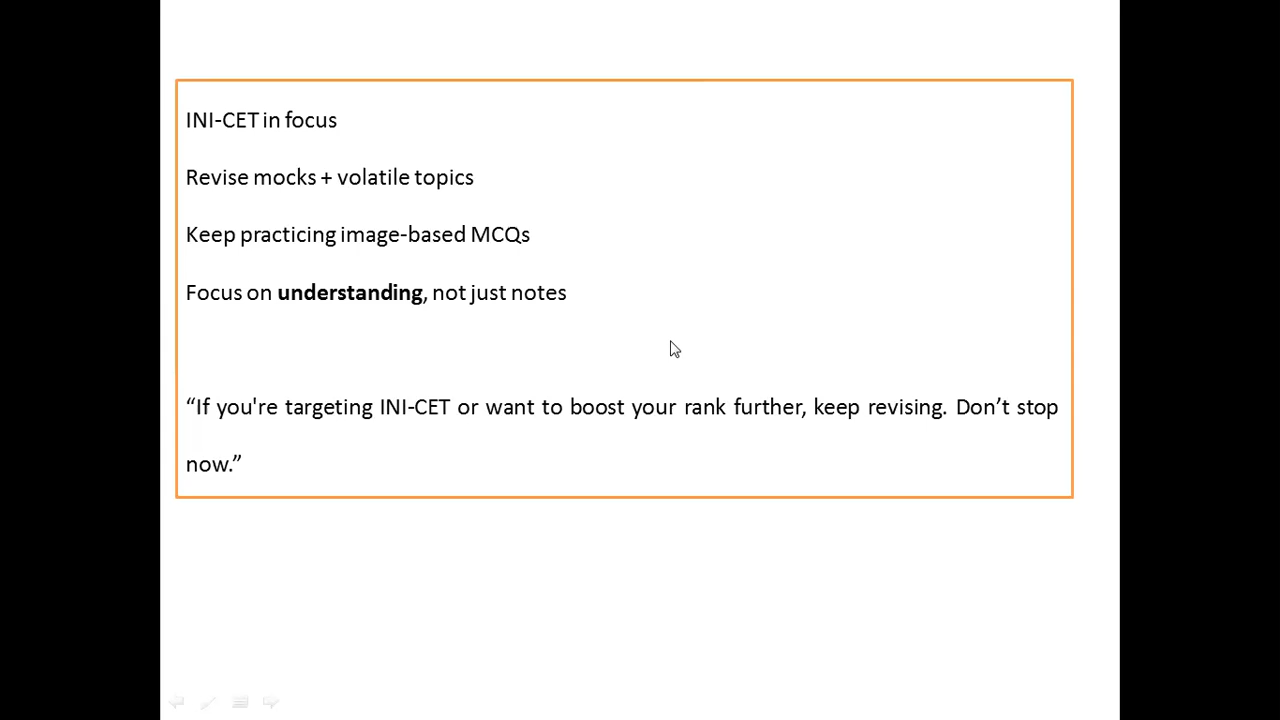 INI-CET in focus
Revise mocks + volatile topics
Keep practicing image-based MCQs
Focus on understanding, not just notes
“If you're targeting INI-CET or want to boost your rank further, keep revising. Don’t stop
now.”